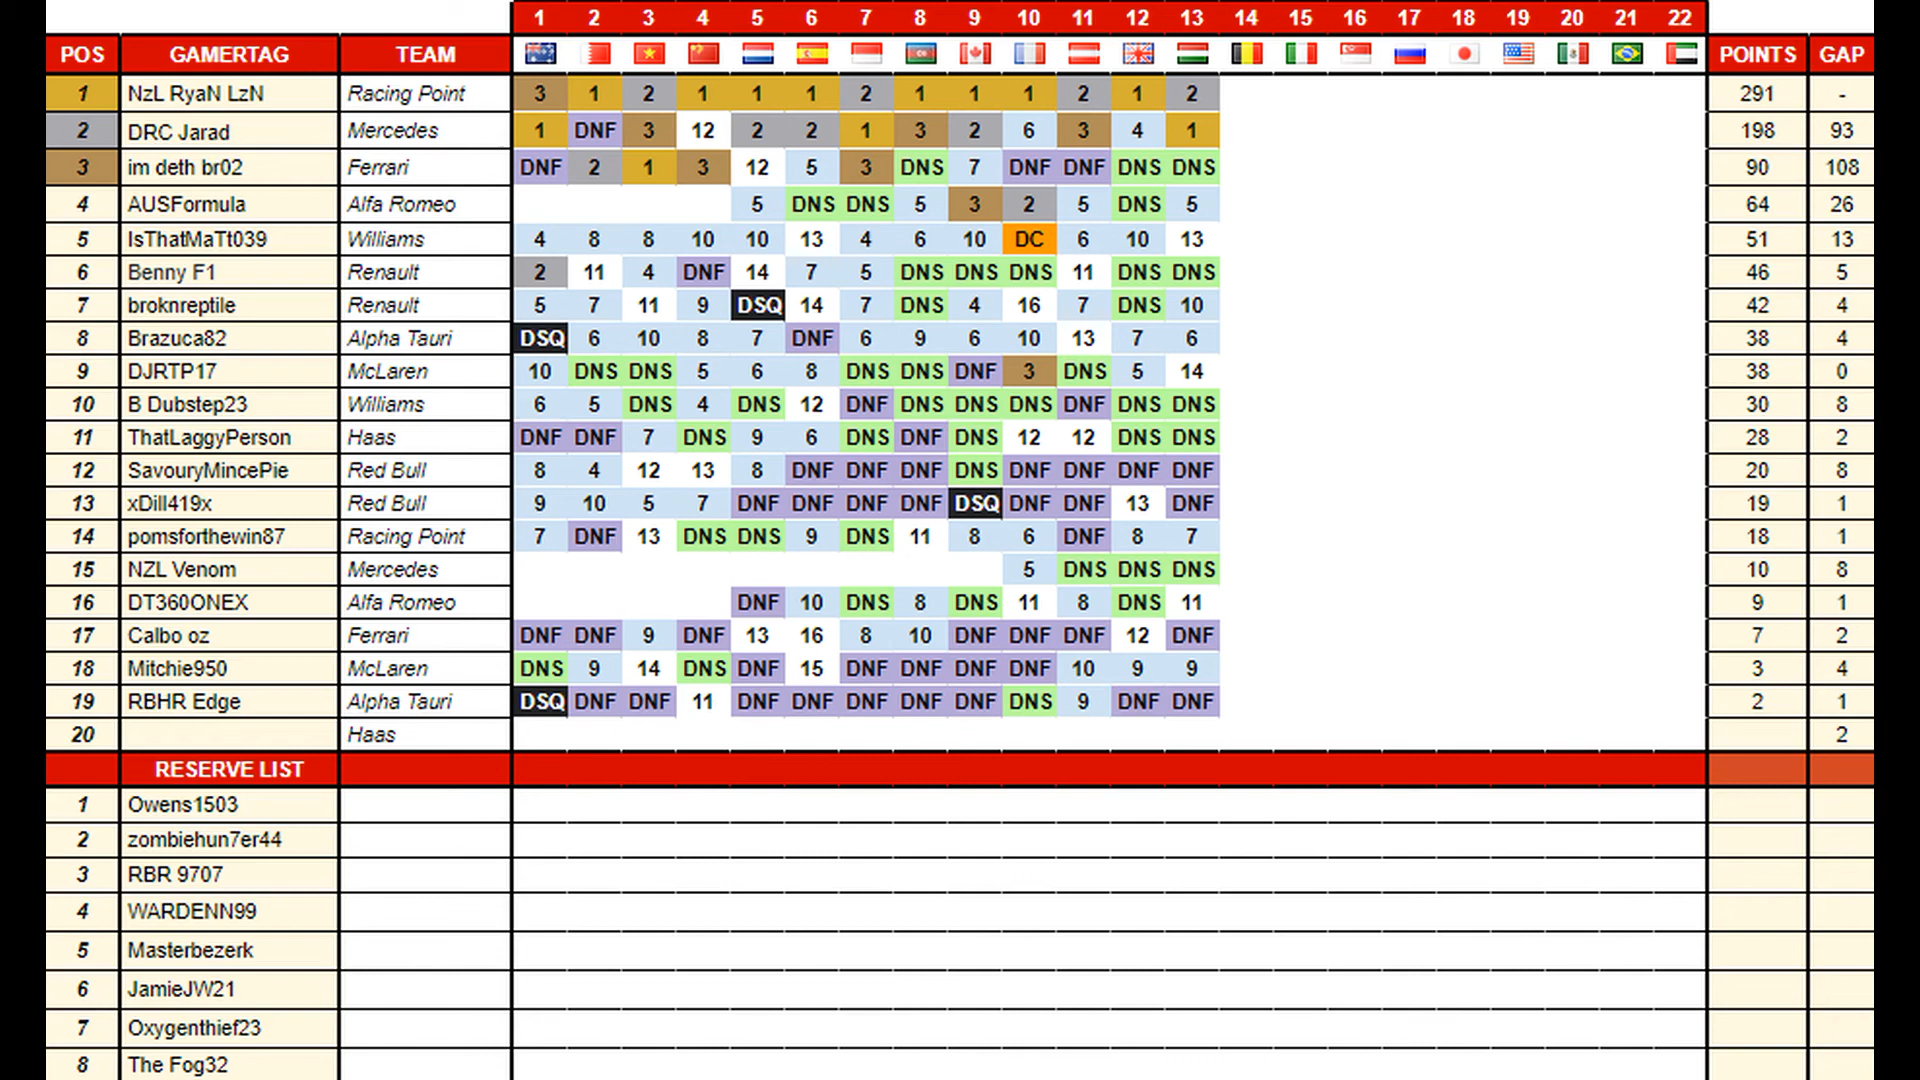 1 2 3 4 5 6 7 8 9 10 11 12 13 14 15 16 17 18 19 20 21 22
POS GAMERTAG TEAM POINTS GAP
1 NzL RyaN LzN Racing Point 3 1 2 1 1 1 2 1 1 1 2 1 2 291 -
2 DRC Jarad Mercedes 1 DNF 3 12 2 2 1 3 2 6 3 4 1 198 93
3 im deth br02 Ferrari DNF 2 1 3 12 5 3 DNS 7 DNF DNF DNS DNS 90 108
4 AUSFormula Alfa Romeo 5 DNS DNS 5 3 2 5 DNS 5 64 26
5 IsThatMaTt039 Williams 4 8 8 10 10 13 4 6 10 DC 6 10 13 51 13
6 Benny F1 Renault 2 11 4 DNF 14 7 5 DNS DNS DNS 11 DNS DNS 46 5
7 broknreptile Renault 5 7 11 9 DSQ 14 7 DNS 4 16 7 DNS 10 42 4
8 Brazuca82 Alpha Tauri DSQ 6 10 8 7 DNF 6 9 6 10 13 7 6 38 4
9 DJRTP17 McLaren 10 DNS DNS 5 6 8 DNS DNS DNF 3 DNS 5 14 38 0
10 B Dubstep23 Williams 6 5 DNS 4 DNS 12 DNF DNS DNS DNS DNF DNS DNS 30 8
11 ThatLaggyPerson Haas DNF DNF 7 DNS 9 6 DNS DNF DNS 12 12 DNS DNS 28 2
12 SavouryMincePie Red Bull 8 4 12 13 8 DNF DNF DNF DNS DNF DNF DNF DNF 20 8
13 xDill419x Red Bull 9 10 5 7 DNF DNF DNF DNF DSQ DNF DNF 13 DNF 19 1
14 pomsforthewin87 Racing Point 7 DNF 13 DNS DNS 9 DNS 11 8 6 DNF 8 7 18 1
15 NZL Venom Mercedes 5 DNS DNS DNS 10 8
16 DT360ONEX Alfa Romeo DNF 10 DNS 8 DNS 11 8 DNS 11 9 1
17 Calbo oz Ferrari DNF DNF 9 DNF 13 16 8 10 DNF DNF DNF 12 DNF 7 2
18 Mitchie950 McLaren DNS 9 14 DNS DNF 15 DNF DNF DNF DNF 10 9 9 3 4
19 RBHR Edge Alpha Tauri DSQ DNF DNF 11 DNF DNF DNF DNF DNF DNS 9 DNF DNF 2 1
20 Haas 2
RESERVE LIST
1 Owens1503
2 zombiehun7er44
3 RBR 9707
4 WARDENN99
5 Masterbezerk
6 JamieJW21
7 Oxygenthief23
8 The Fog32